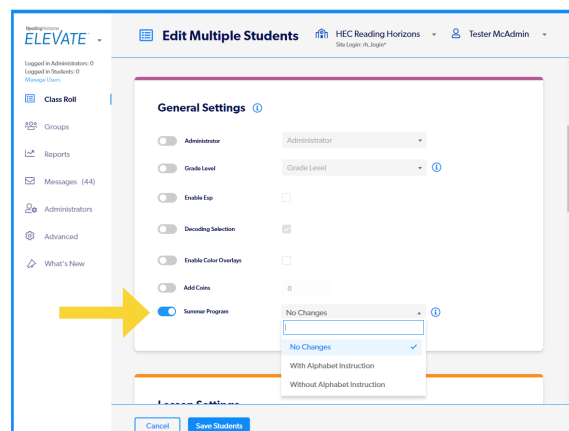 ReadingHorizons
ELEVATE
Edit Multiple Students
HEC Reading Horizons
Site Login: rh_login*
Tester McAdmin
Logged in Administrators: 0
Logged in Students: 0
Manage Users
Class Roll
Groups
Reports
Messages (44)
Administrators
Advanced
What's New
General Settings
Administrator
Administrator
Grade Level
Grade Level
Enable Esp
Decoding Selection
Enable Color Overlays
Add Coins
0
Summer Program
No Changes
No Changes
With Alphabet Instruction
Without Alphabet Instruction
Lesson Settings
Cancel
Save Students